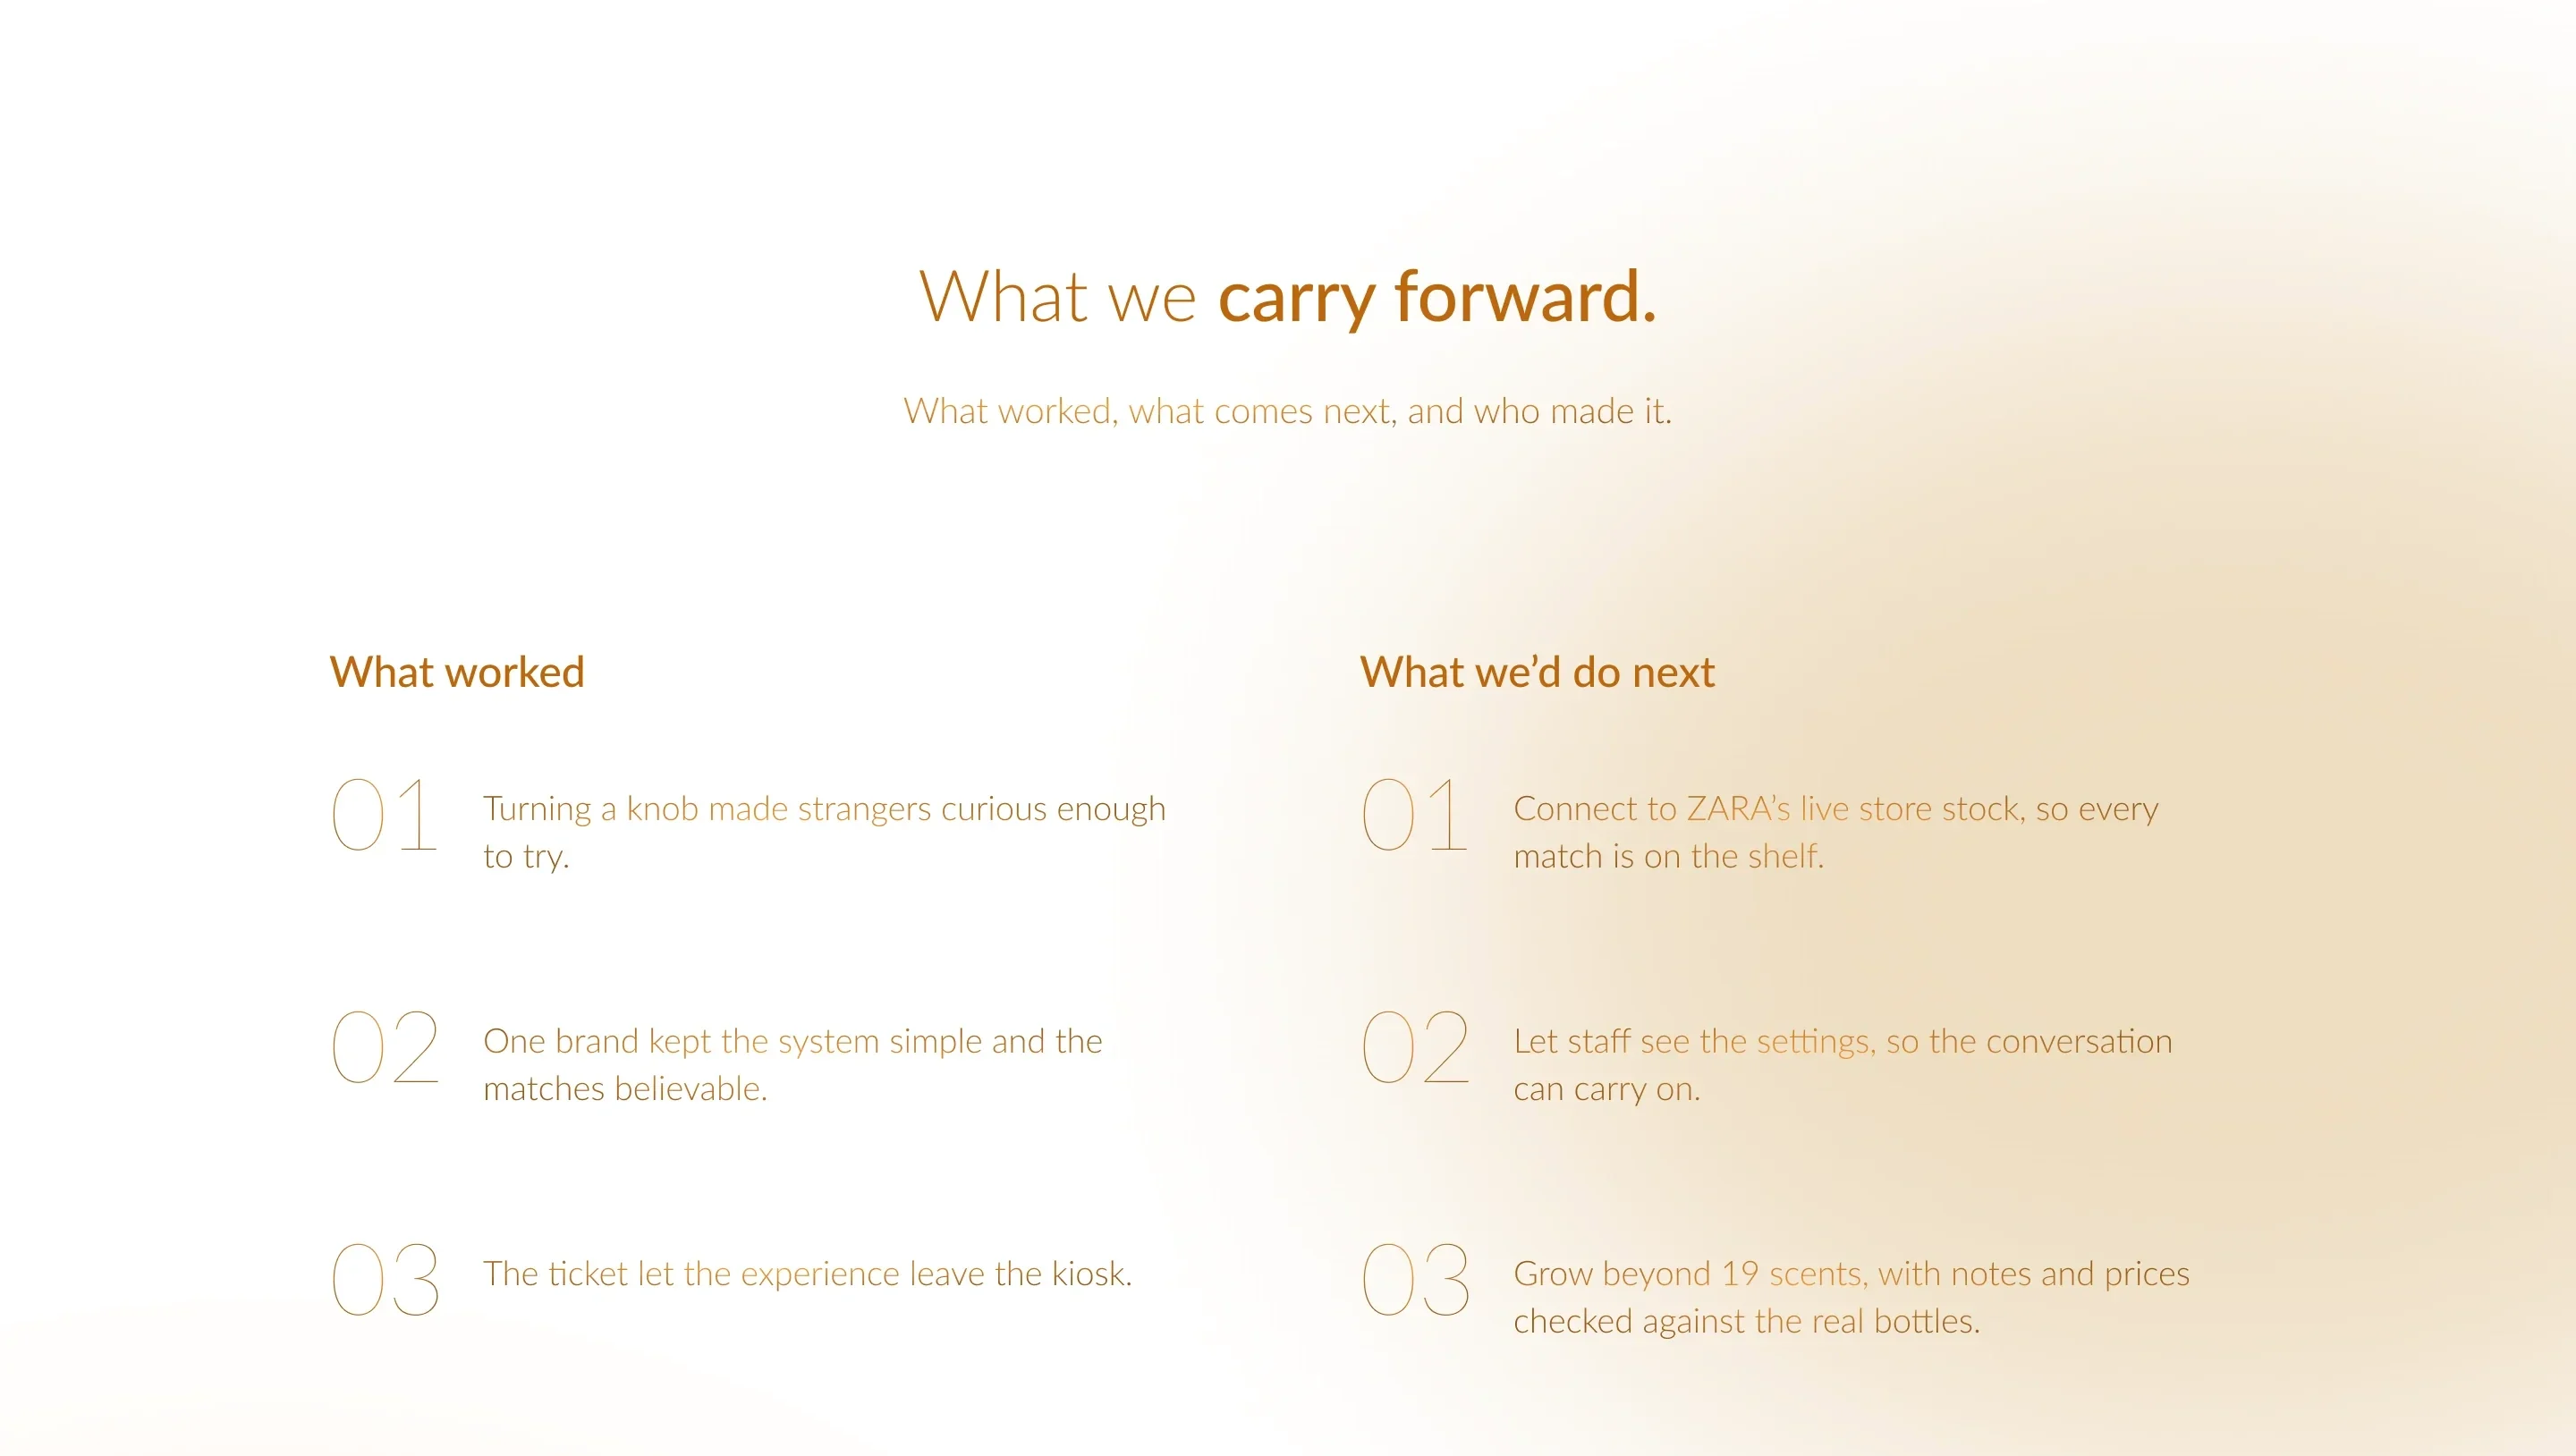 What we carry forward.
What worked, what comes next, and who made it.
What worked
01
Turning a knob made strangers curious enough
to try.
02
One brand kept the system simple and the
matches believable.
03
The ticket let the experience leave the kiosk.
What we’d do next
01
Connect to ZARA’s live store stock, so every
match is on the shelf.
02
Let staff see the settings, so the conversation
can carry on.
03
Grow beyond 19 scents, with notes and prices
checked against the real bottles.